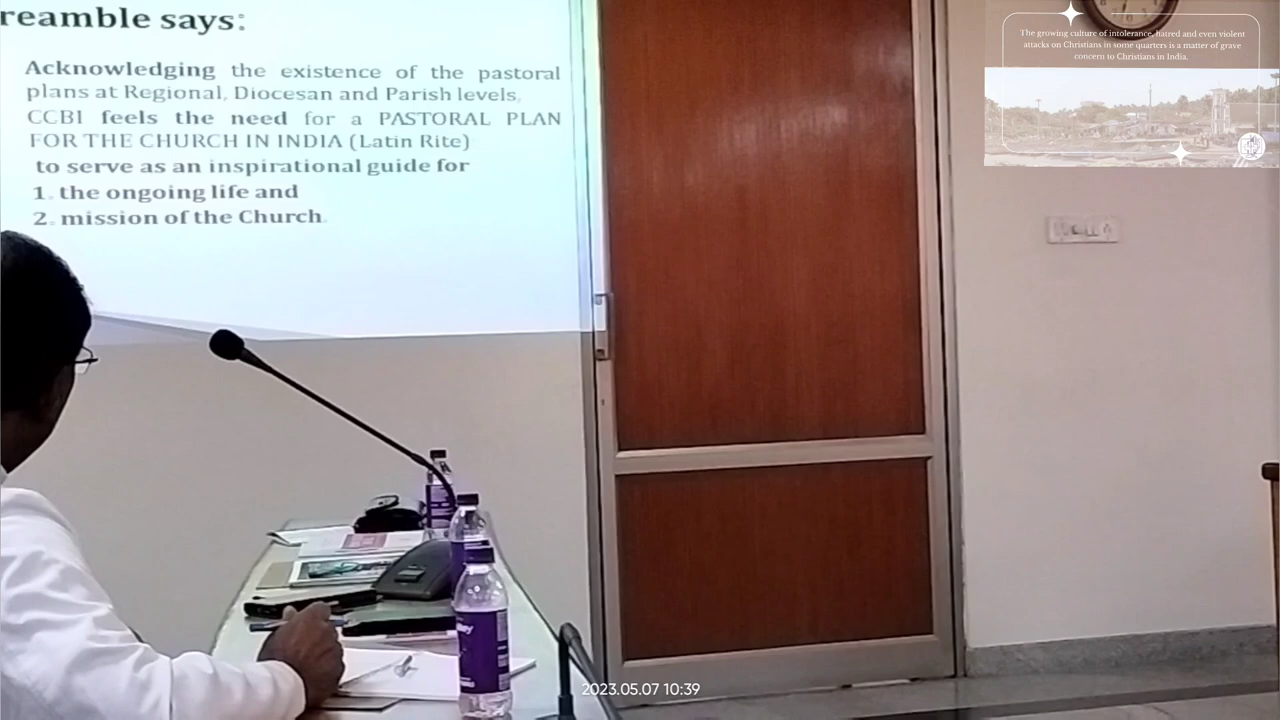 reamble says:
Acknowledging the existence of the pastoral
plans at Regional, Diocesan and Parish levels,
CCBI feels the need for a PASTORAL PLAN
FOR THE CHURCH IN INDIA (Latin Rite)
to serve as an inspirational guide for
1. the ongoing life and
2. mission of the Church.
The growing culture of intolerance, hatred and even violent
attacks on Christians in some quarters is a matter of grave
concern to Christians in India.
2023.05.07 10:39